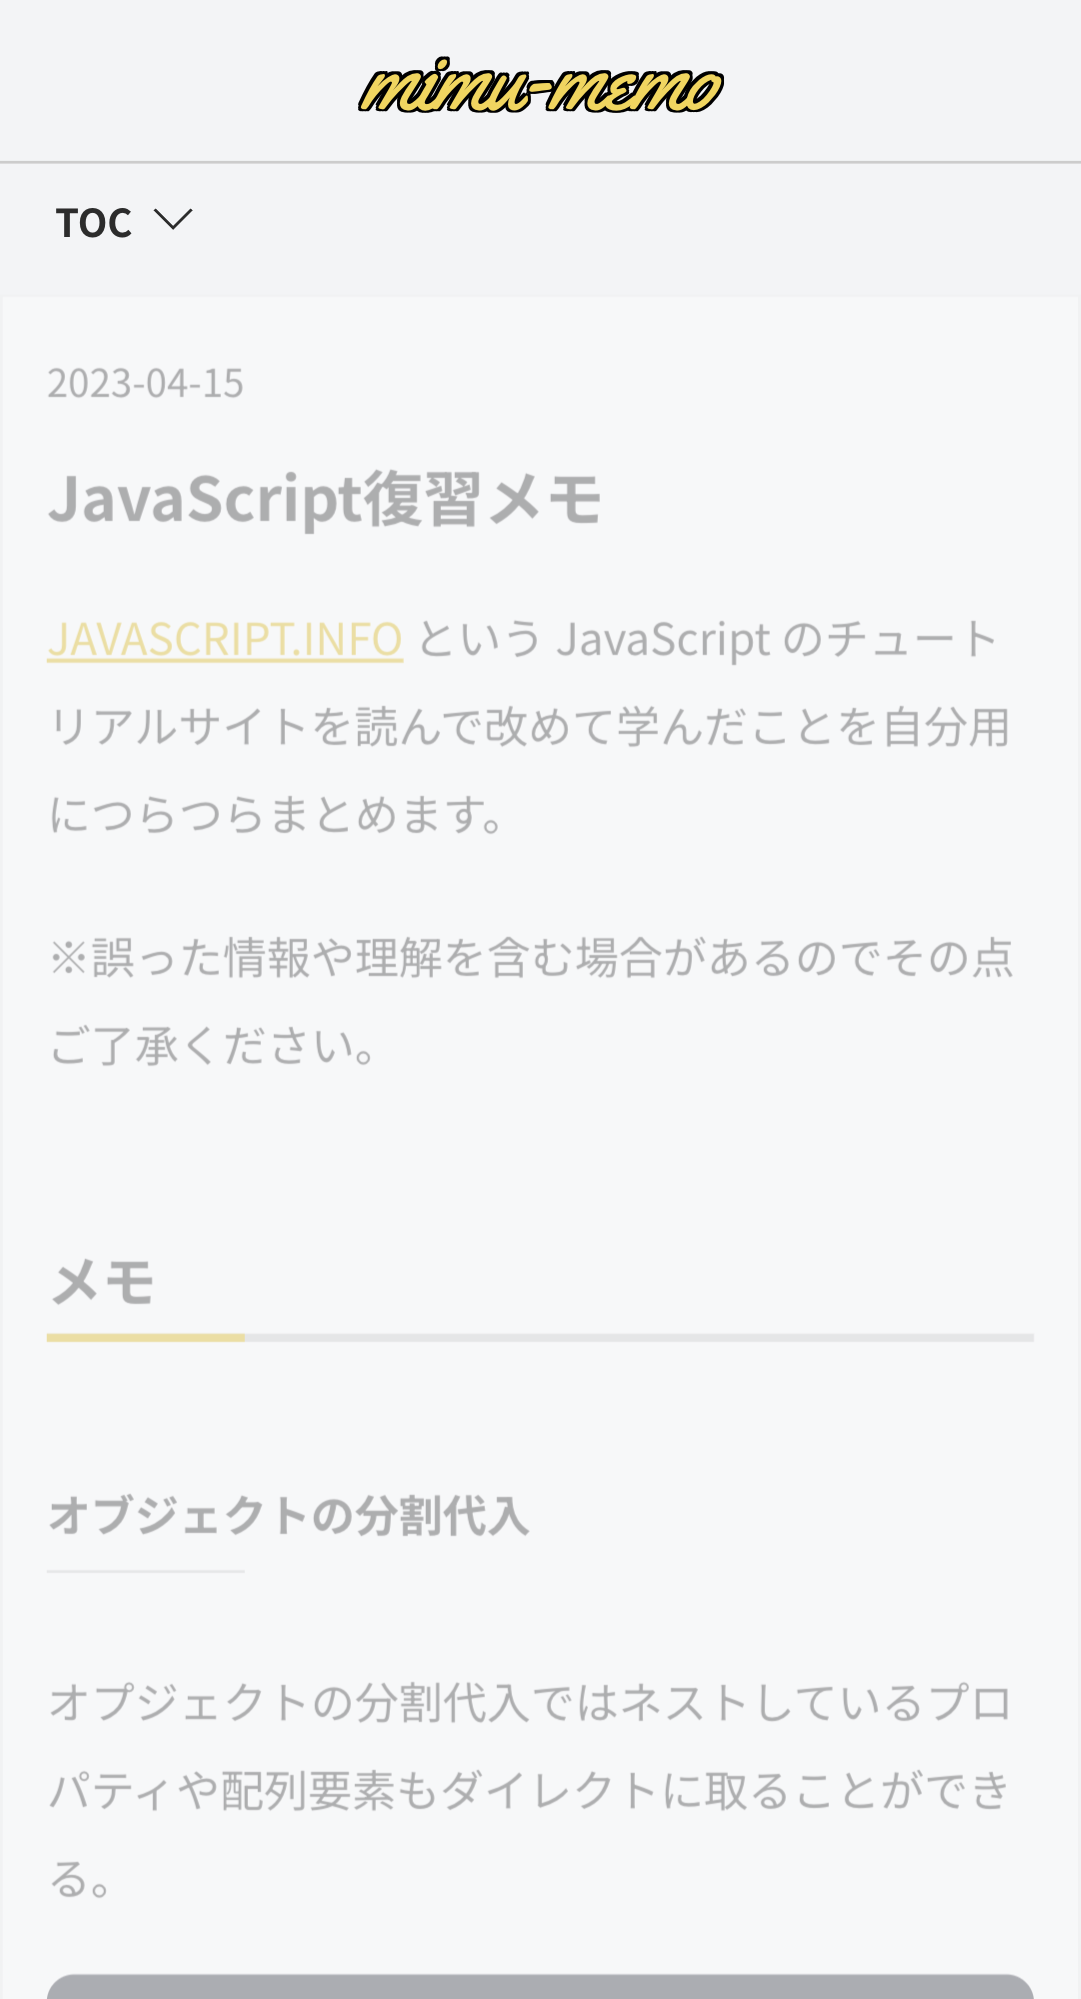 mimu-memo
TOC
2023-04-15
JavaScript復習メモ
JAVASCRIPT.INFO という JavaScript のチュート
リアルサイトを読んで改めて学んだことを自分用
につらつらまとめます。
※誤った情報や理解を含む場合があるのでその点
ご了承ください。
メモ
オブジェクトの分割代入
オプジェクトの分割代入ではネストしているプロ
パティや配列要素もダイレクトに取ることができ
る。